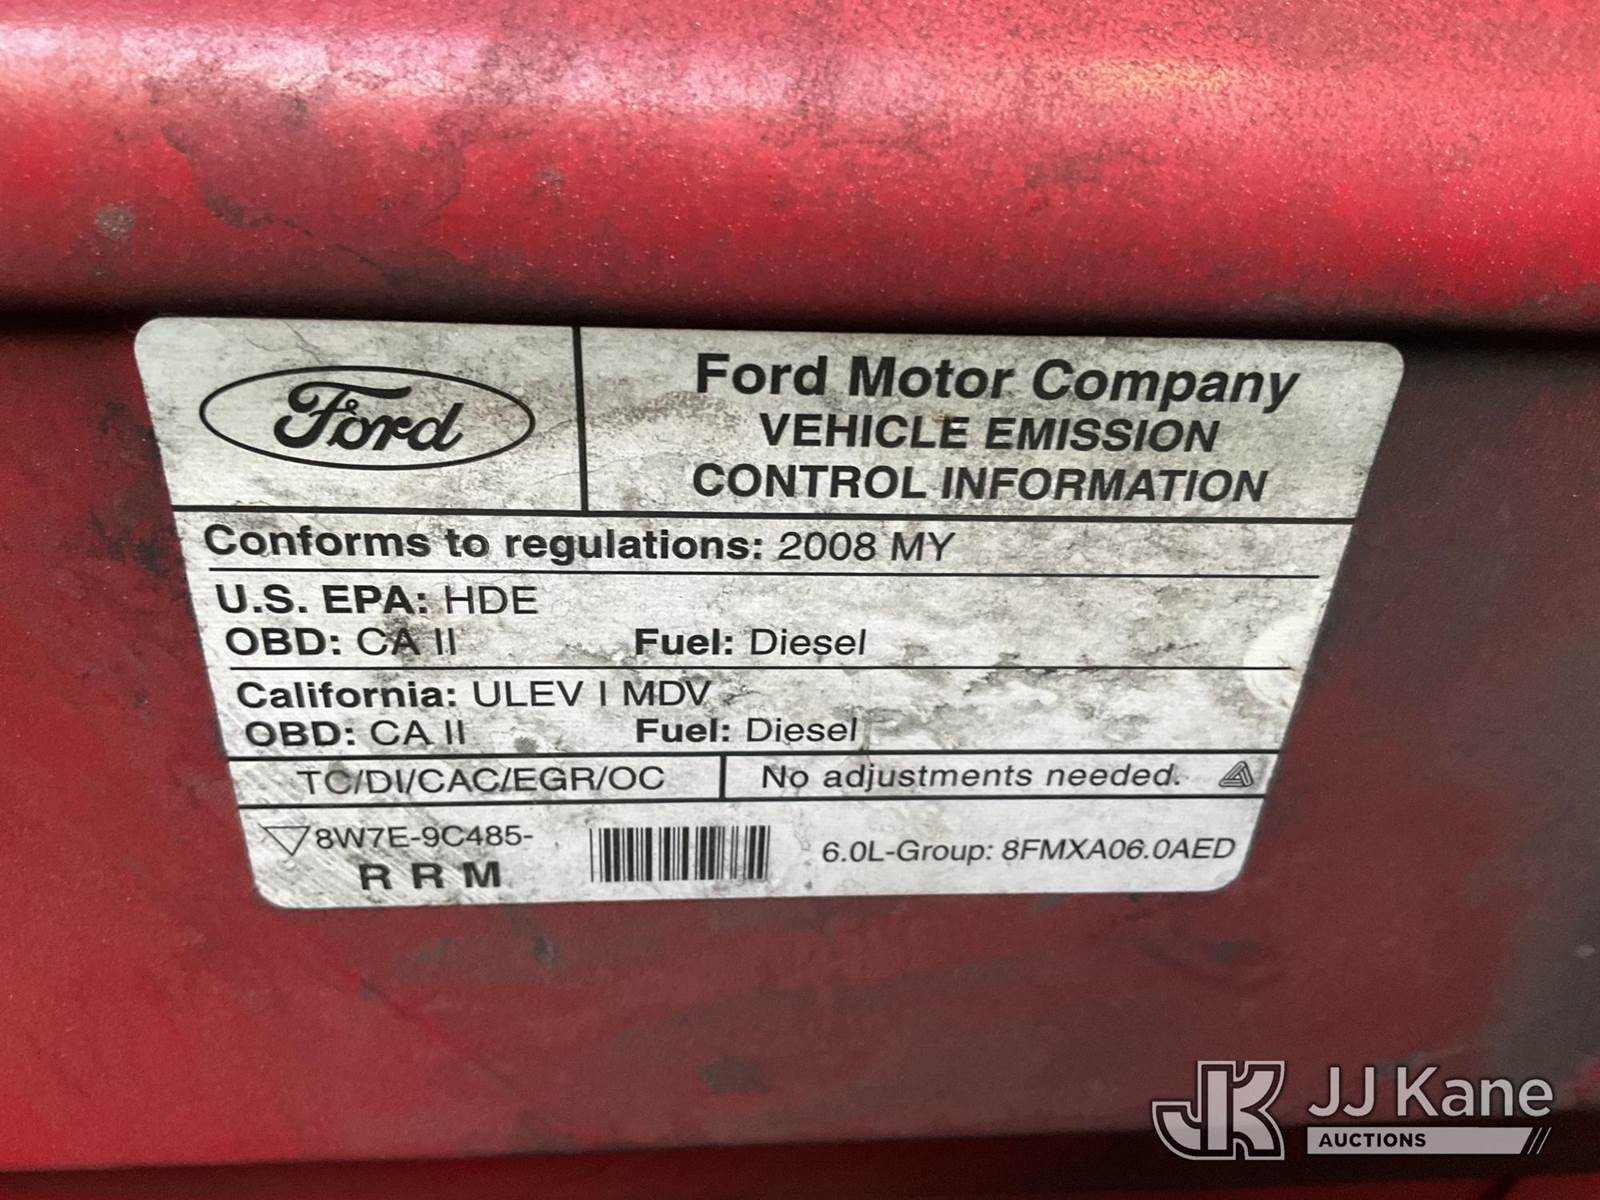 Ford
Ford Motor Company
VEHICLE EMISSION
CONTROL INFORMATION
Conforms to regulations: 2008 MY
U.S. EPA: HDE
OBD: CA II Fuel: Diesel
California: ULEV I MDV
OBD: CA II Fuel: Diesel
TC/DI/CAC/EGR/OC No adjustments needed.
8W7E-9C485-
R R M
6.0L-Group: 8FMXA06.0AED
JK JJ Kane
AUCTIONS